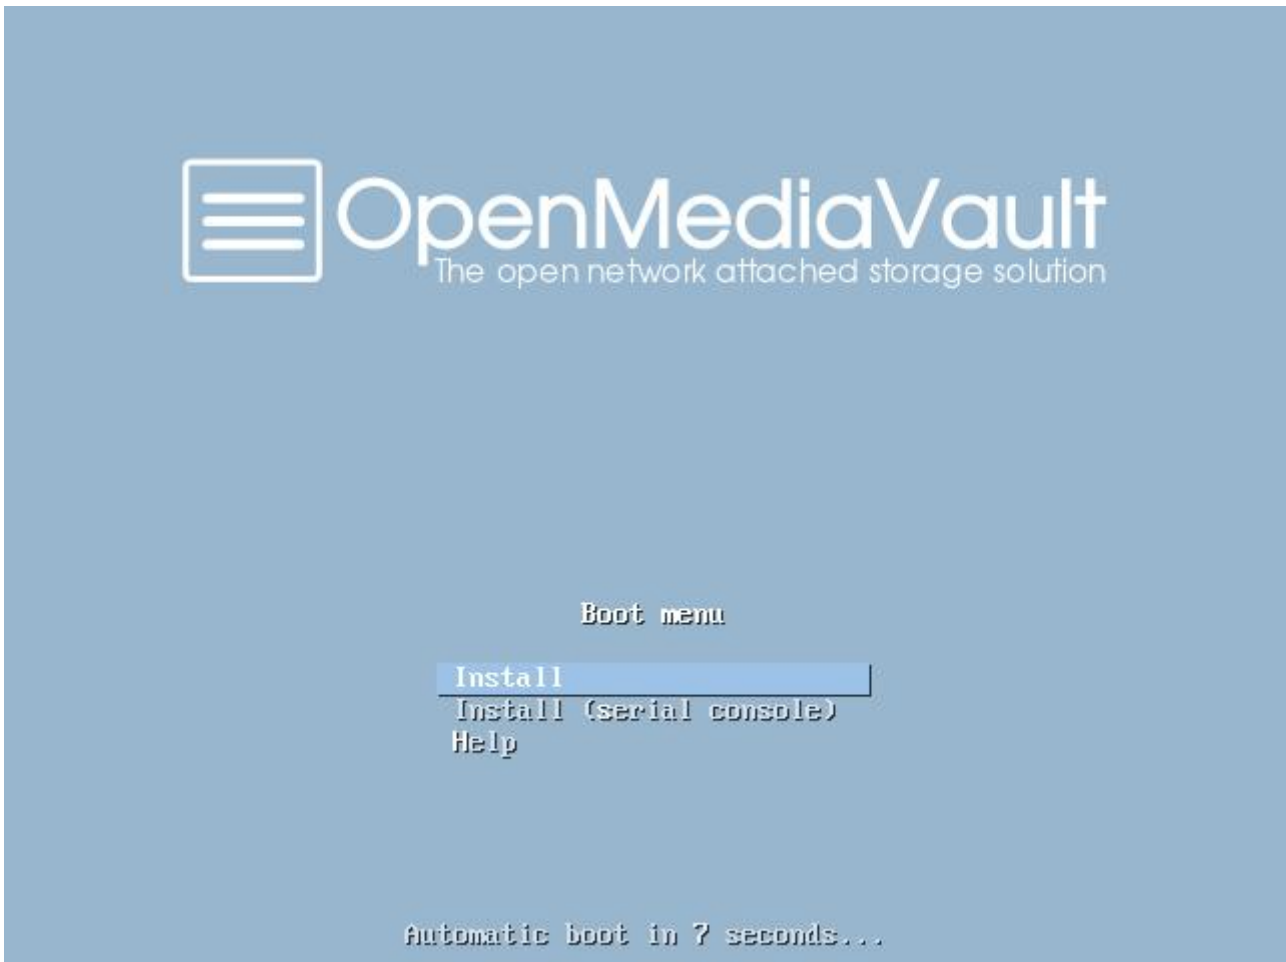 OpenMediaVault
The open network attached storage solution
Boot menu
Install
Install (serial console)
Help
Automatic boot in 7 seconds...